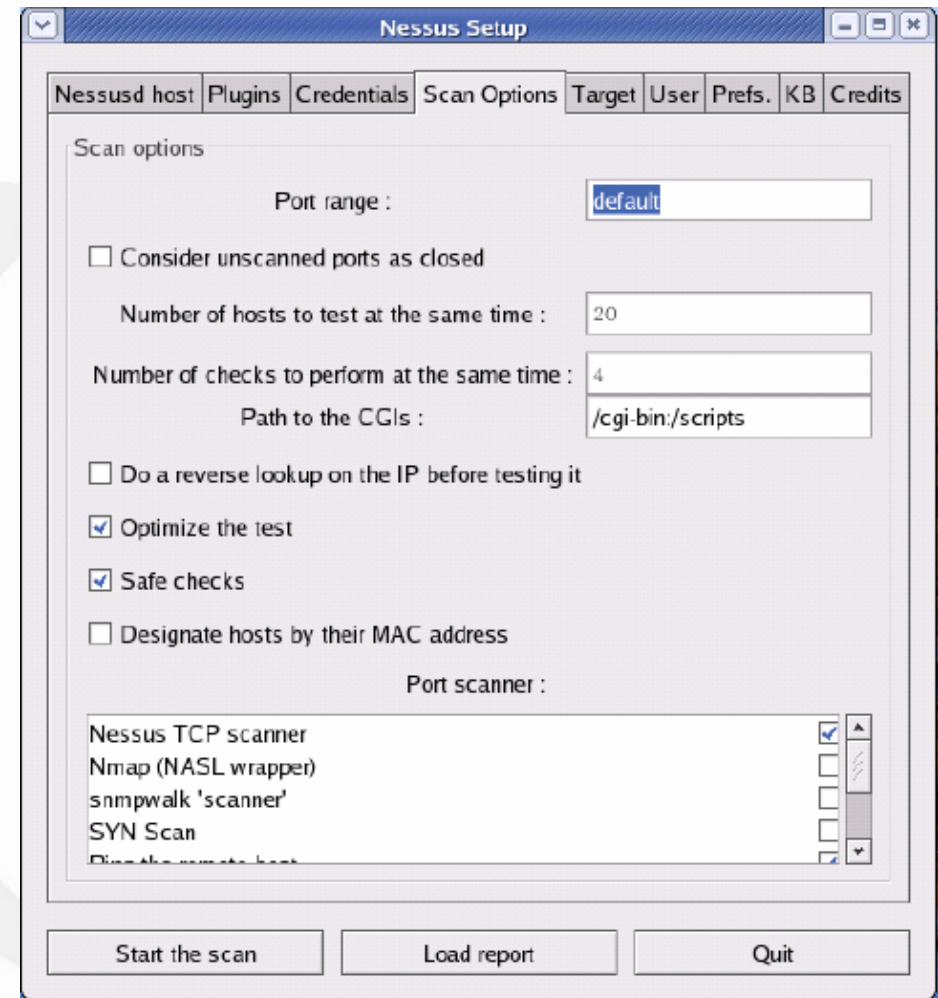 Nessus Setup
Nessusd host Plugins Credentials Scan Options Target User Prefs. KB Credits
Scan options
Port range : default
Consider unscanned ports as closed
Number of hosts to test at the same time : 20
Number of checks to perform at the same time : 4
Path to the CGIs : /cgi-bin:/scripts
Do a reverse lookup on the IP before testing it
Optimize the test
Safe checks
Designate hosts by their MAC address
Port scanner :
Nessus TCP scanner
Nmap (NASL wrapper)
snmpwalk 'scanner'
SYN Scan
Ping the remote host
Start the scan Load report Quit